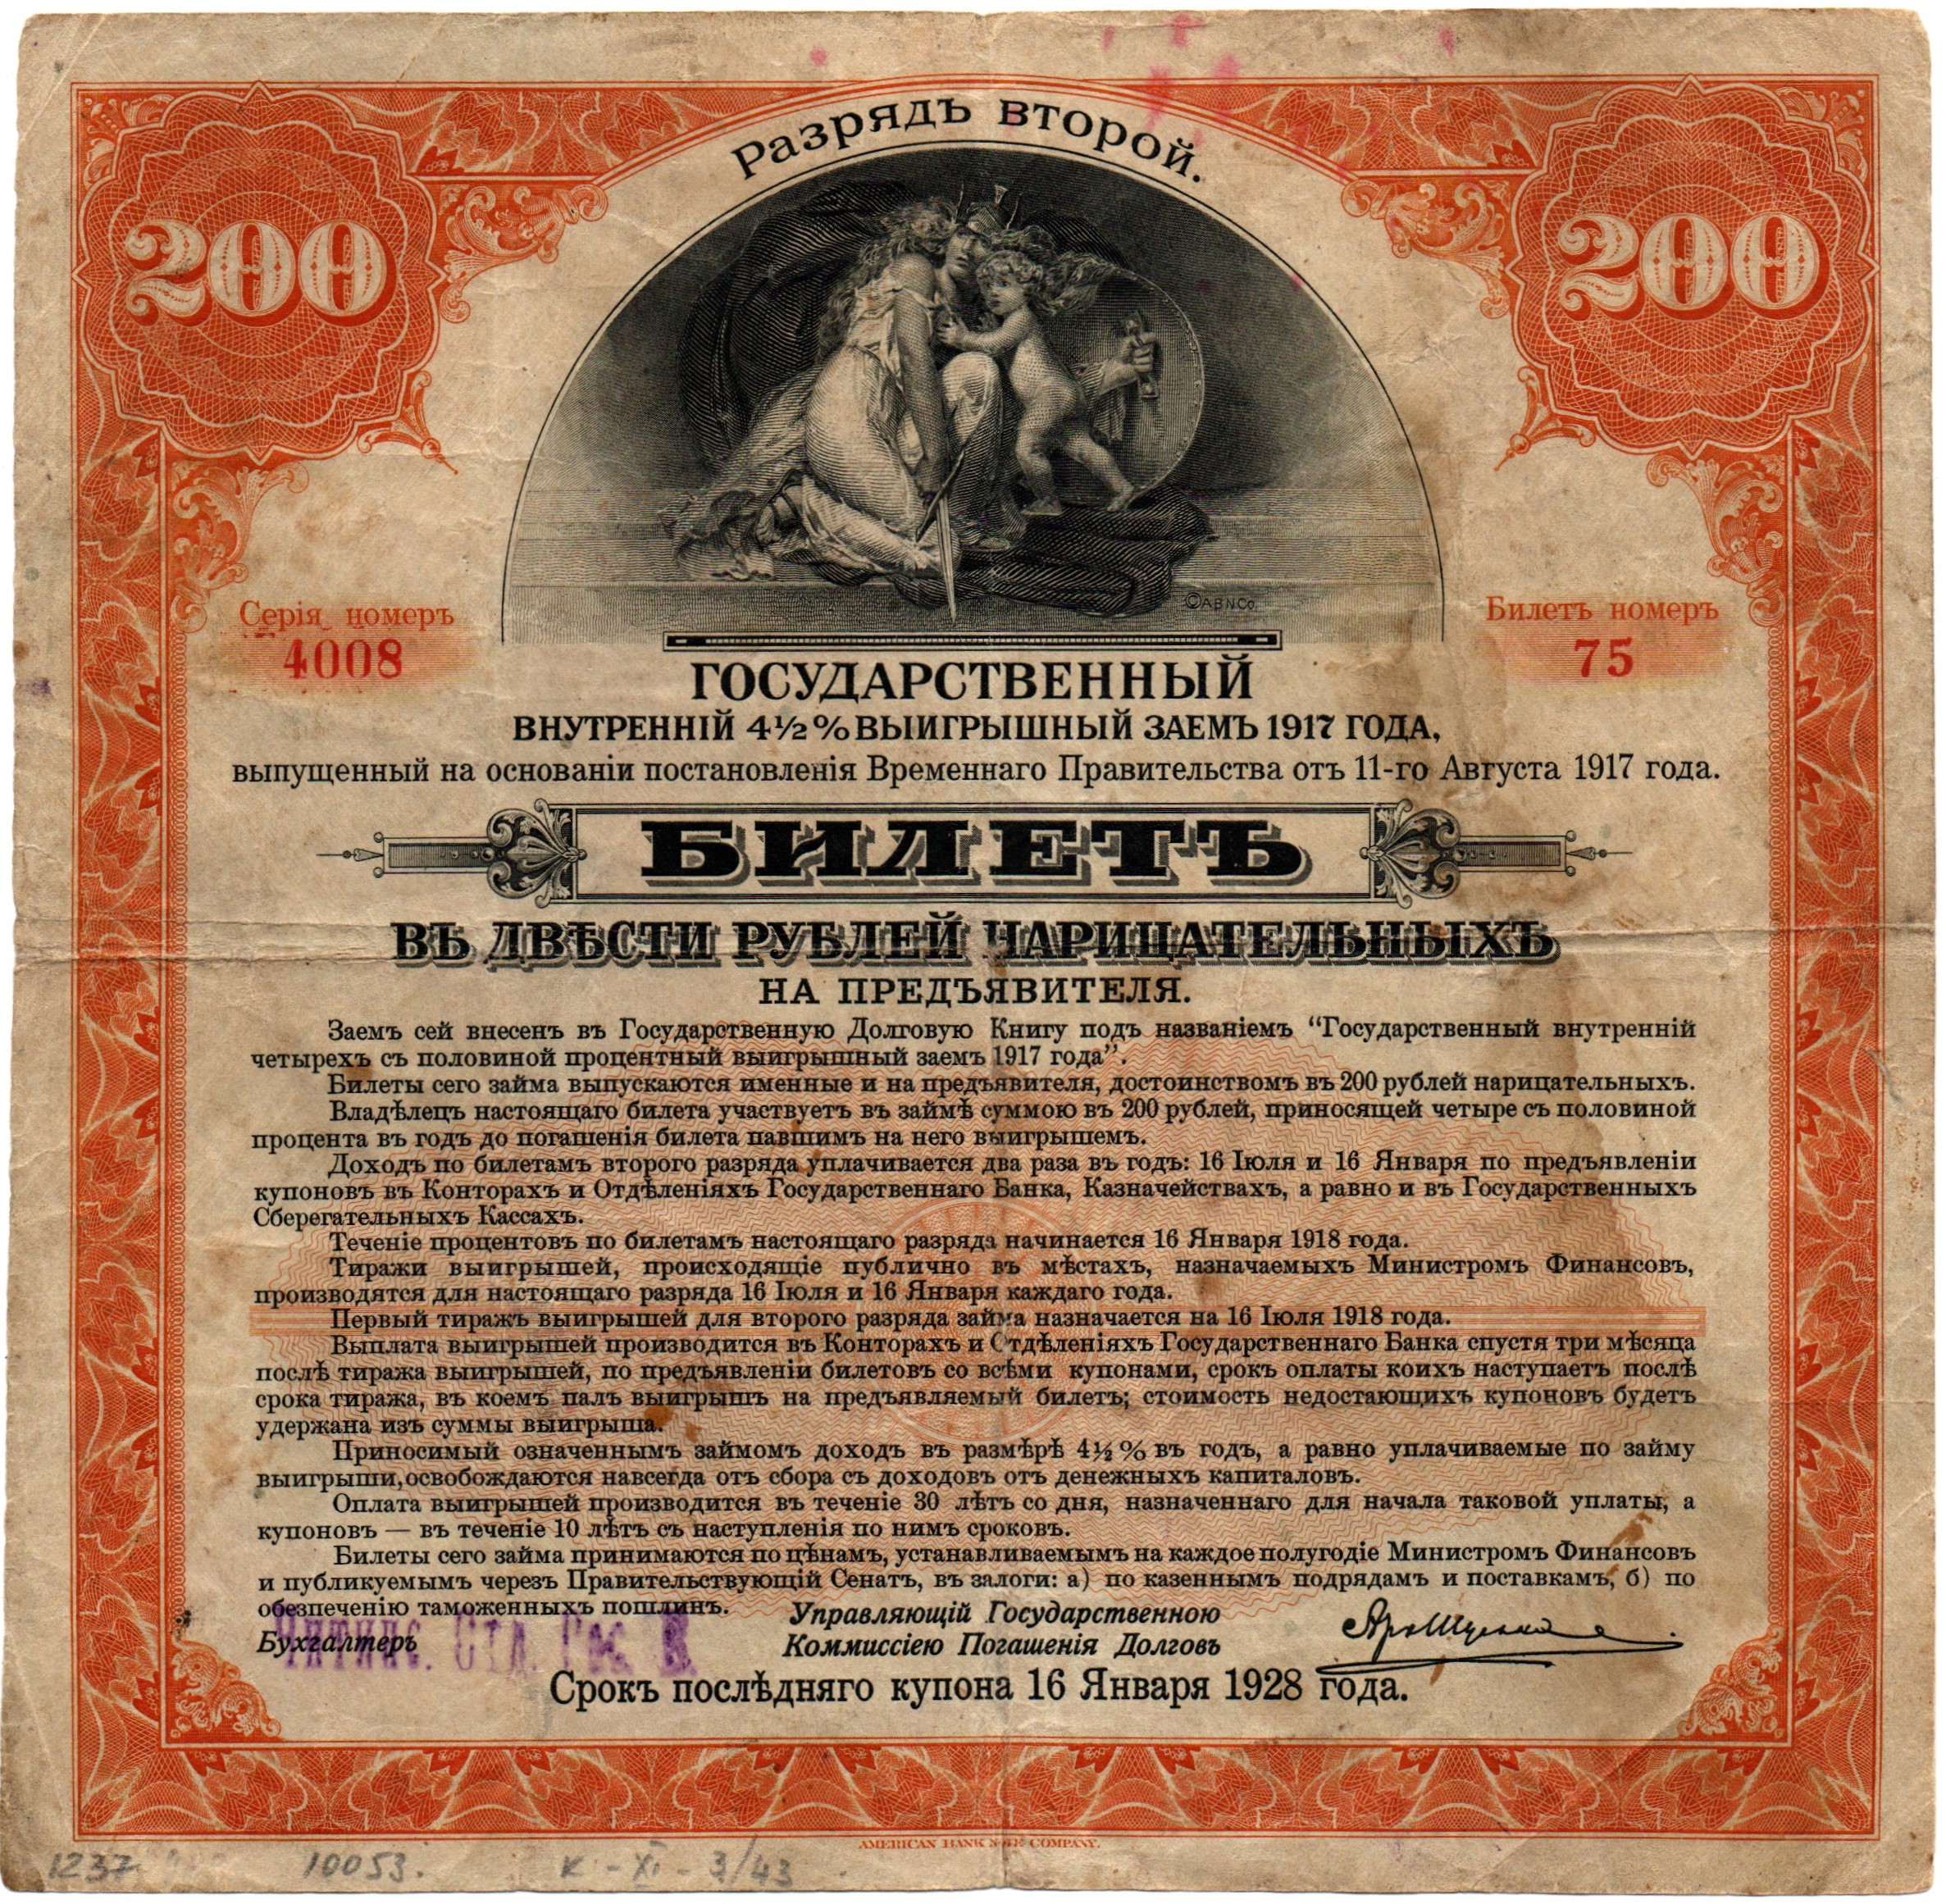 Разрядъ второй.
200
200
©ABNCo.
Серія номеръ
4008
Билетъ номеръ
75
ГОСУДАРСТВЕННЫЙ
ВНУТРЕННІЙ 4½% ВЫИГРЫШНЫЙ ЗАЕМЪ 1917 ГОДА,
выпущенный на основаніи постановленія Временнаго Правительства отъ 11-го Августа 1917 года.
БИЛЕТЪ
ВЪ ДВѢСТИ РУБЛЕЙ НАРИЦАТЕЛЬНЫХЪ
НА ПРЕДЪЯВИТЕЛЯ.
Заемъ сей внесенъ въ Государственную Долговую Книгу подъ названіемъ “Государственный внутренній
четырехъ съ половиной процентный выигрышный заемъ 1917 года”.
Билеты сего займа выпускаются именные и на предъявителя, достоинствомъ въ 200 рублей нарицательныхъ.
Владѣлецъ настоящаго билета участвуетъ въ займѣ суммою въ 200 рублей, приносящей четыре съ половиной
процента въ годъ до погашенія билета павшимъ на него выигрышемъ.
Доходъ по билетамъ второго разряда уплачивается два раза въ годъ: 16 Іюля и 16 Января по предъявленіи
купоновъ въ Конторахъ и Отдѣленіяхъ Государственнаго Банка, Казначействахъ, а равно и въ Государственныхъ
Сберегательныхъ Кассахъ.
Теченіе процентовъ по билетамъ настоящаго разряда начинается 16 Января 1918 года.
Тиражи выигрышей, происходящіе публично въ мѣстахъ, назначаемыхъ Министромъ Финансовъ,
производятся для настоящаго разряда 16 Іюля и 16 Января каждаго года.
Первый тиражъ выигрышей для второго разряда займа назначается на 16 Іюля 1918 года.
Выплата выигрышей производится въ Конторахъ и Отдѣленіяхъ Государственнаго Банка спустя три мѣсяца
послѣ тиража выигрышей, по предъявленіи билетовъ со всѣми купонами, срокъ оплаты коихъ наступаетъ послѣ
срока тиража, въ коемъ палъ выигрышъ на предъявляемый билетъ; стоимость недостающихъ купоновъ будетъ
удержана изъ суммы выигрыша.
Приносимый означеннымъ займомъ доходъ въ размѣрѣ 4½% въ годъ, а равно уплачиваемые по займу
выигрыши, освобождаются навсегда отъ сбора съ доходовъ отъ денежныхъ капиталовъ.
Оплата выигрышей производится въ теченіе 30 лѣтъ со дня, назначеннаго для начала таковой уплаты, а
купоновъ — въ теченіе 10 лѣтъ съ наступленія по нимъ сроковъ.
Билеты сего займа принимаются по цѣнамъ, устанавливаемымъ на каждое полугодіе Министромъ Финансовъ
и публикуемымъ черезъ Правительствующій Сенатъ, въ залоги: а) по казеннымъ подрядамъ и поставкамъ, б) по
обезпеченію таможенныхъ пошлинъ.
Управляющій Государственною
Бухгалтеръ
Коммиссіею Погашенія Долговъ
Срокъ послѣдняго купона 16 Января 1928 года.
AMERICAN BANK NOTE COMPANY.
1237
10053.
К - XI - 3/43